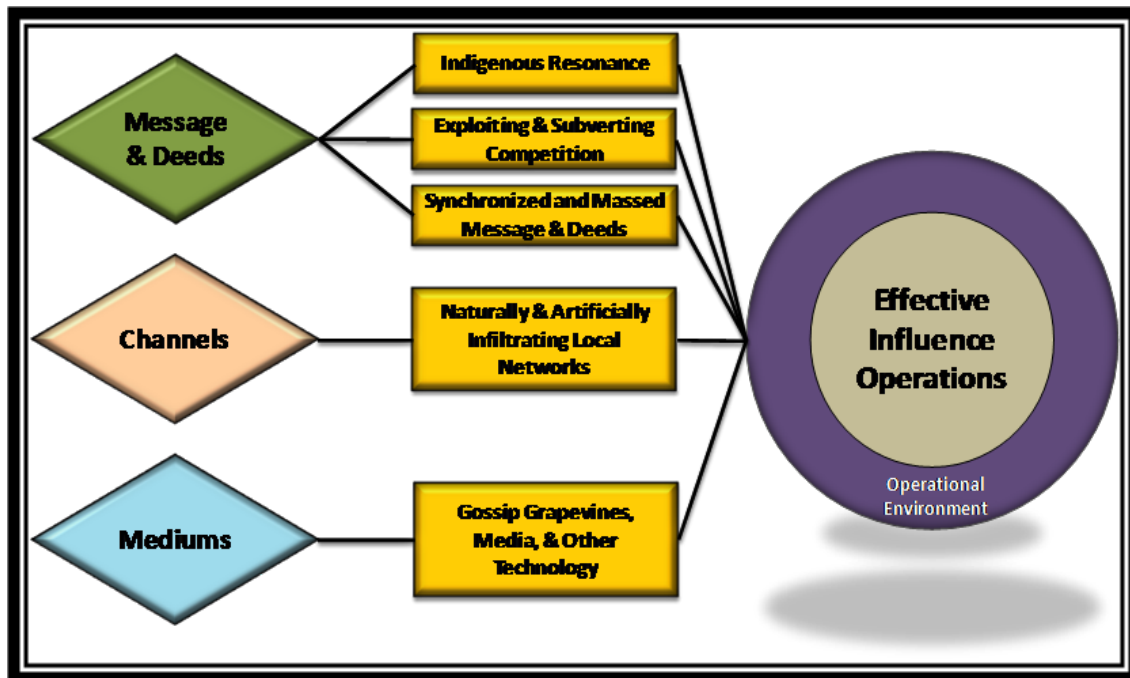 Message
& Deeds
Indigenous Resonance
Exploiting & Subverting
Competition
Synchronized and Massed
Message & Deeds
Channels
Naturally & Artificially
Infiltrating Local
Networks
Mediums
Gossip Grapevines,
Media, & Other
Technology
Effective
Influence
Operations
Operational
Environment